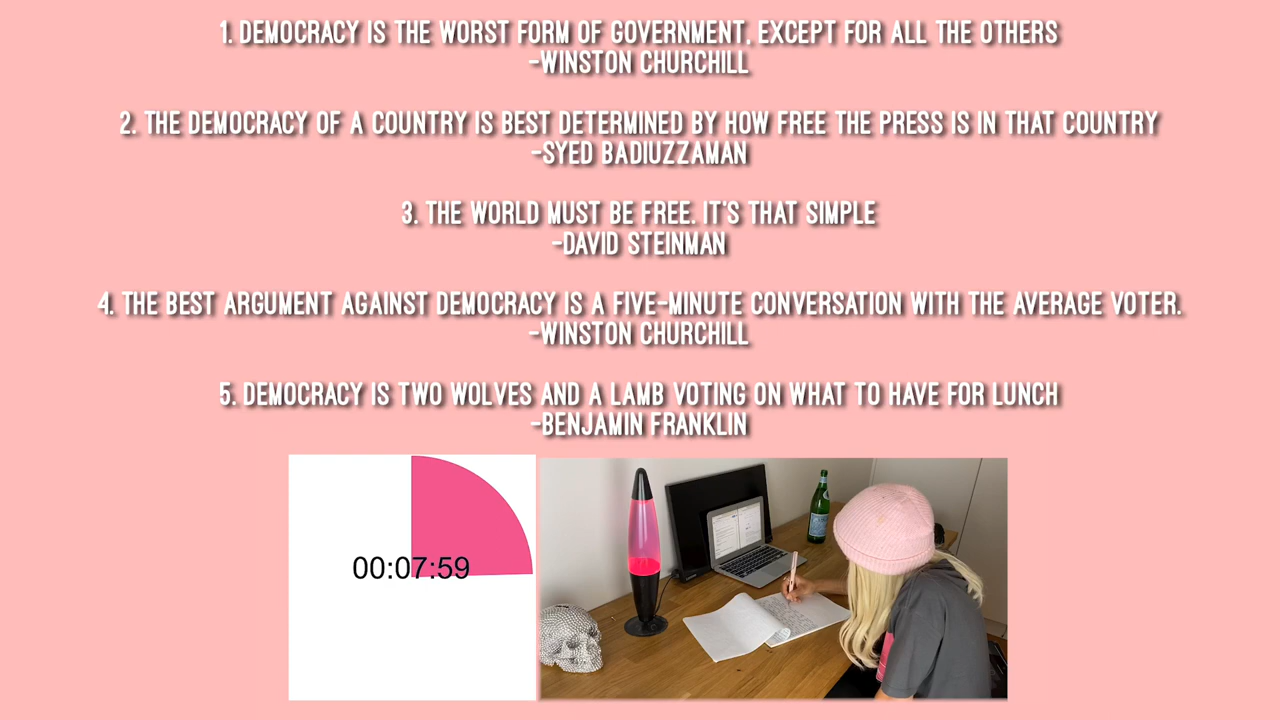 1. DEMOCRACY IS THE WORST FORM OF GOVERNMENT, EXCEPT FOR ALL THE OTHERS
-WINSTON CHURCHILL
2. THE DEMOCRACY OF A COUNTRY IS BEST DETERMINED BY HOW FREE THE PRESS IS IN THAT COUNTRY
-SYED BADIUZZAMAN
3. THE WORLD MUST BE FREE. IT'S THAT SIMPLE
-DAVID STEINMAN
4. THE BEST ARGUMENT AGAINST DEMOCRACY IS A FIVE-MINUTE CONVERSATION WITH THE AVERAGE VOTER.
-WINSTON CHURCHILL
5. DEMOCRACY IS TWO WOLVES AND A LAMB VOTING ON WHAT TO HAVE FOR LUNCH
-BENJAMIN FRANKLIN
00:07:59